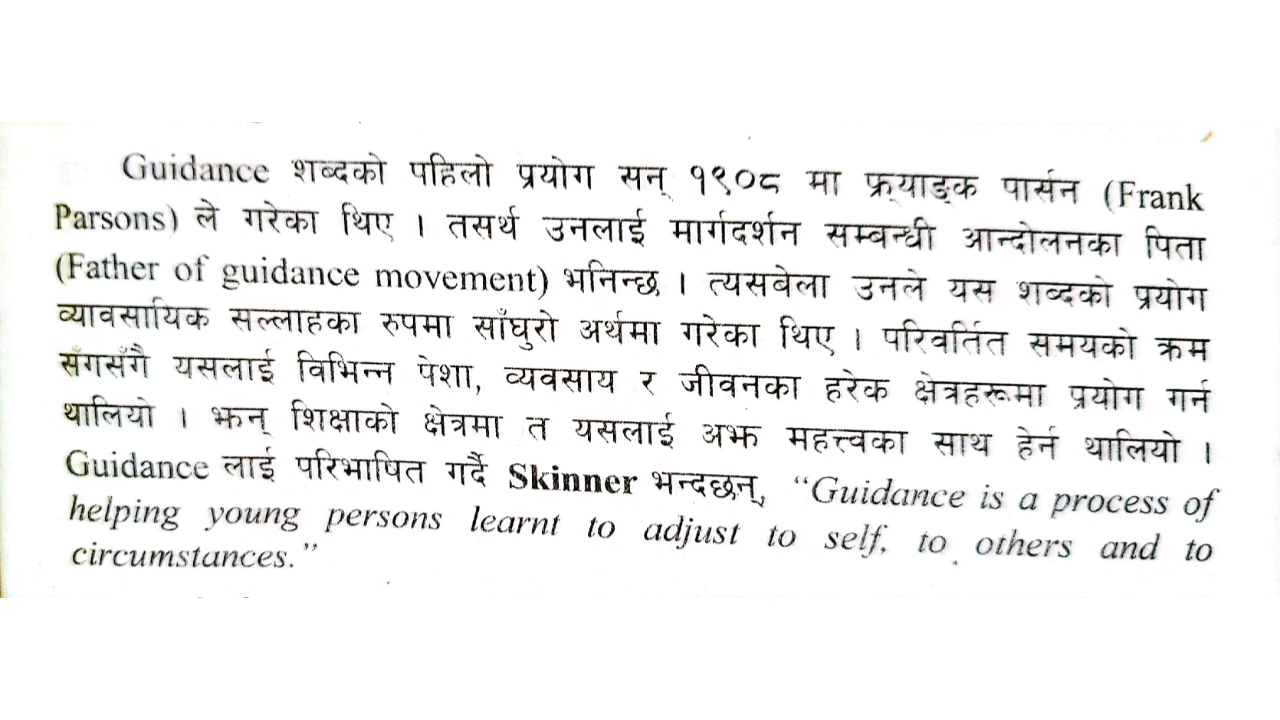 Guidance शब्दको पहिलो प्रयोग सन् १९०८ मा फ्र्याङ्क पार्सन (Frank
Parsons) ले गरेका थिए । तसर्थ उनलाई मार्गदर्शन सम्बन्धी आन्दोलनका पिता
(Father of guidance movement) भनिन्छ । त्यसबेला उनले यस शब्दको प्रयोग
व्यावसायिक सल्लाहका रुपमा साँघुरो अर्थमा गरेका थिए । परिवर्तित समयको क्रम
सँगसँगै यसलाई विभिन्न पेशा, व्यवसाय र जीवनका हरेक क्षेत्रहरूमा प्रयोग गर्न
थालियो । झन् शिक्षाको क्षेत्रमा त यसलाई अझ महत्त्वका साथ हेर्न थालियो ।
Guidance लाई परिभाषित गर्दै Skinner भन्दछन्, “Guidance is a process of
helping young persons learnt to adjust to self, to others and to
circumstances.”